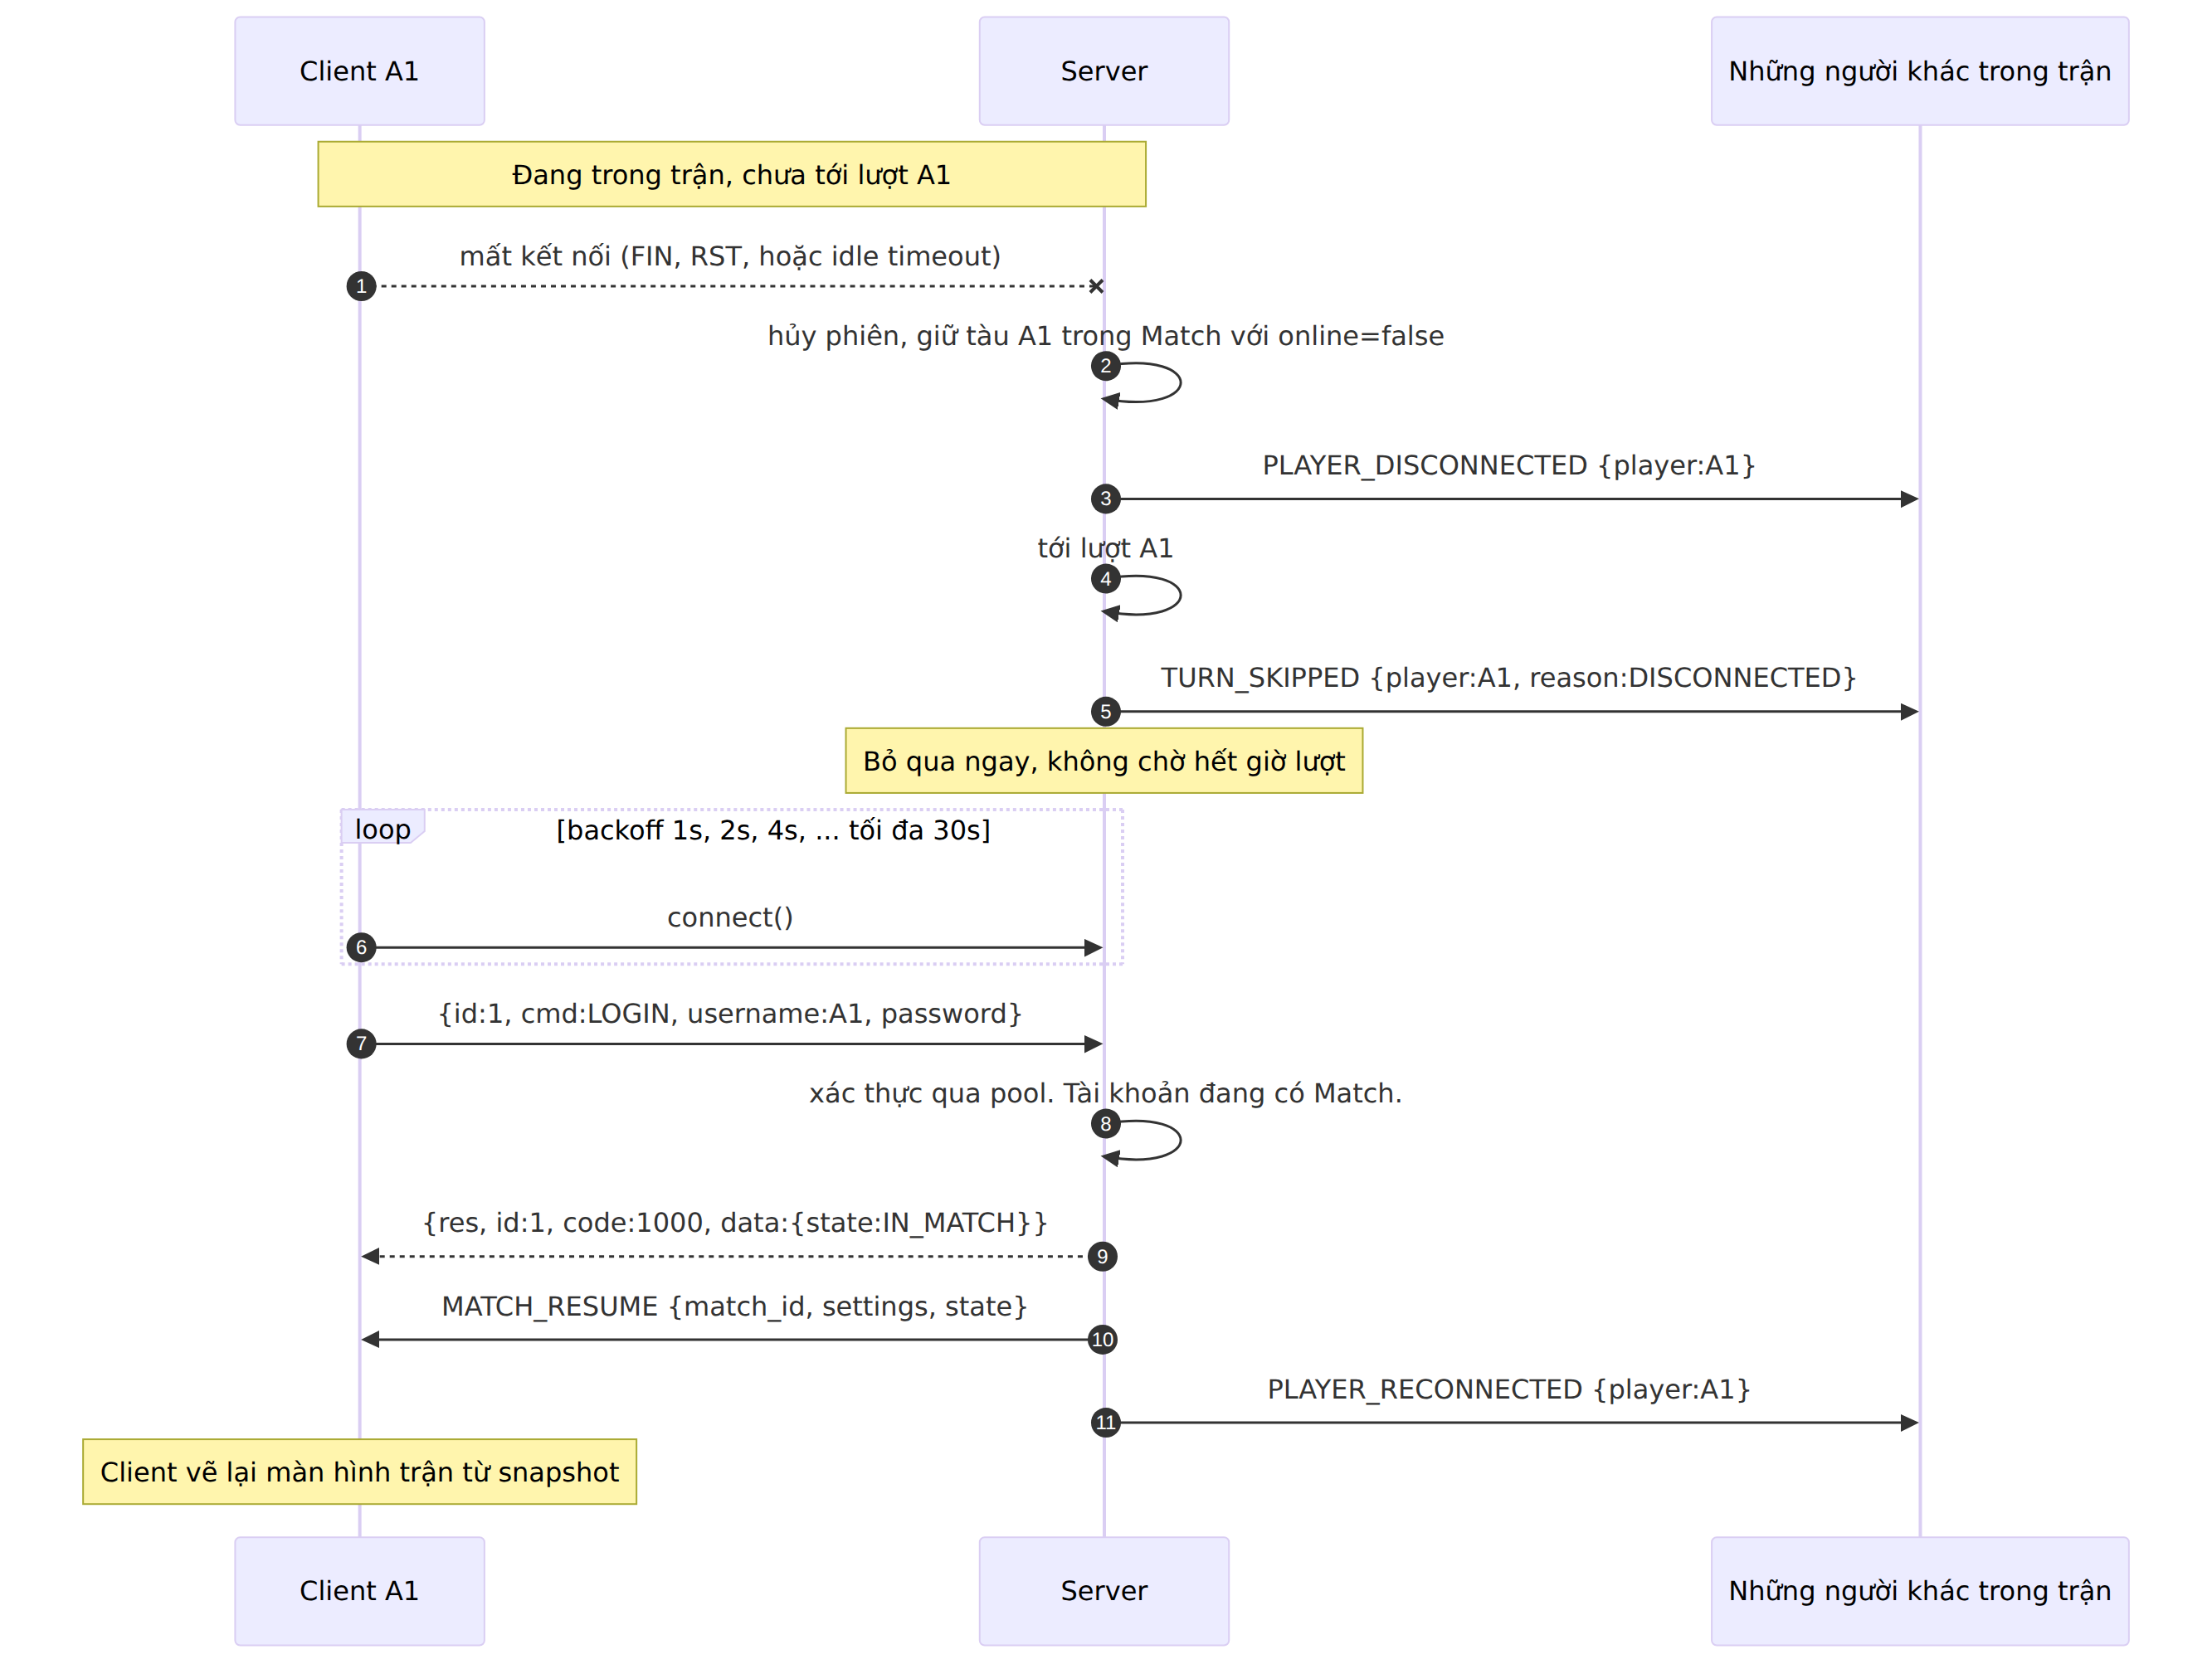 Client A1
Server
Những người khác trong trận
Đang trong trận, chưa tới lượt A1
mất kết nối (FIN, RST, hoặc idle timeout)
1
hủy phiên, giữ tàu A1 trong Match với online=false
2
PLAYER_DISCONNECTED {player:A1}
3
tới lượt A1
4
TURN_SKIPPED {player:A1, reason:DISCONNECTED}
5
Bỏ qua ngay, không chờ hết giờ lượt
loop
[backoff 1s, 2s, 4s, ... tối đa 30s]
connect()
6
{id:1, cmd:LOGIN, username:A1, password}
7
xác thực qua pool. Tài khoản đang có Match.
8
{res, id:1, code:1000, data:{state:IN_MATCH}}
9
MATCH_RESUME {match_id, settings, state}
10
PLAYER_RECONNECTED {player:A1}
11
Client vẽ lại màn hình trận từ snapshot
Client A1
Server
Những người khác trong trận